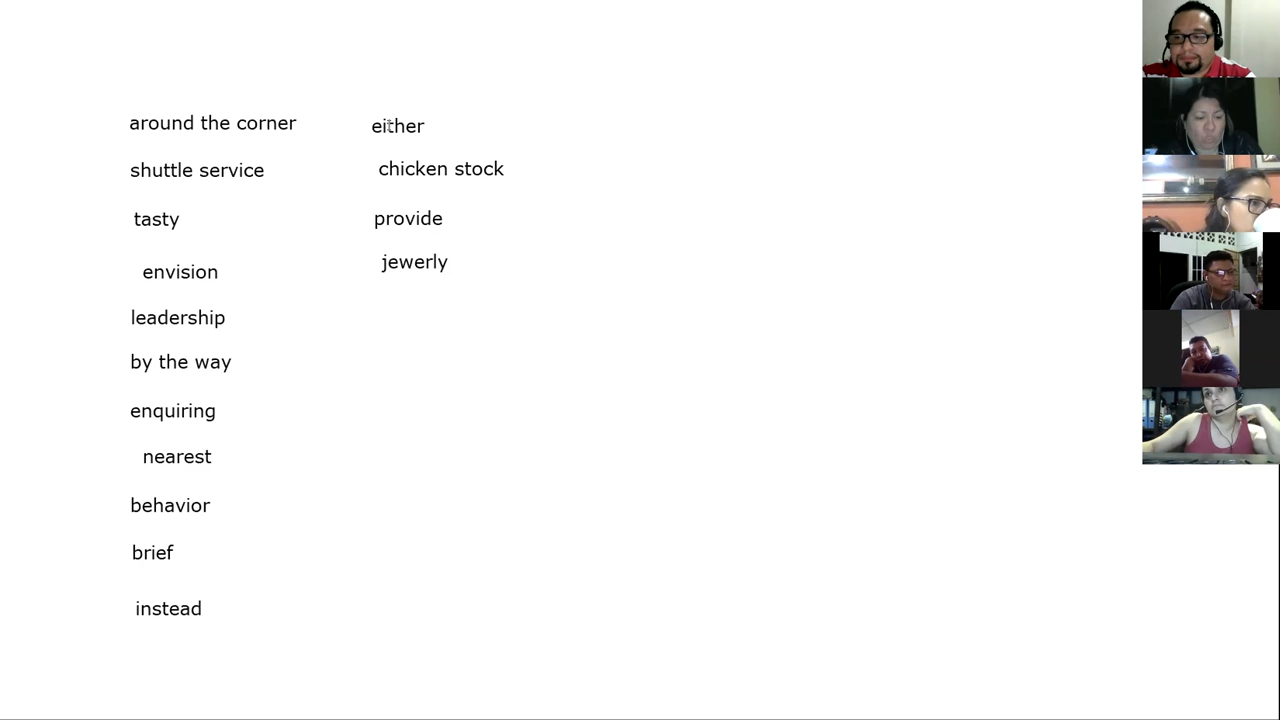 around the corner
shuttle service
tasty
envision
leadership
by the way
enquiring
nearest
behavior
brief
instead
either
chicken stock
provide
jewerly